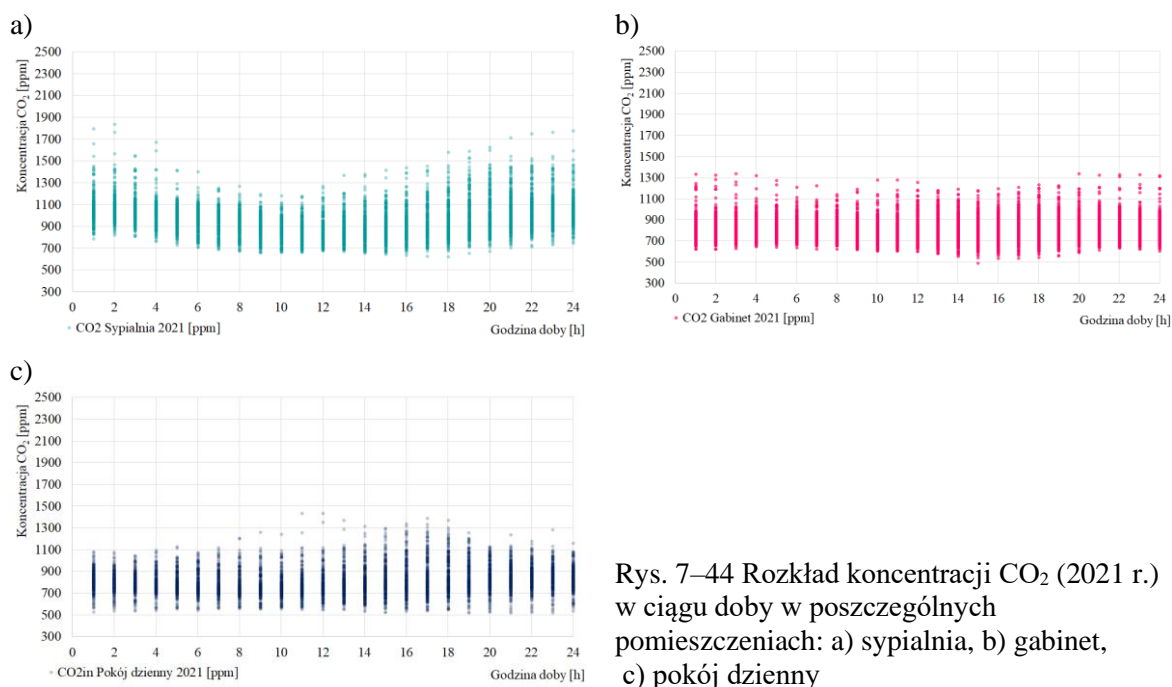 a)
Koncentracja CO₂ [ppm]
2500
2300
2100
1900
1700
1500
1300
1100
900
700
500
300
0 2 4 6 8 10 12 14 16 18 20 22 24
CO2 Sypialnia 2021 [ppm] Godzina doby [h]
b)
Koncentracja CO₂ [ppm]
2500
2300
2100
1900
1700
1500
1300
1100
900
700
500
300
0 2 4 6 8 10 12 14 16 18 20 22 24
CO2 Gabinet 2021 [ppm] Godzina doby [h]
c)
Koncentracja CO₂ [ppm]
2500
2300
2100
1900
1700
1500
1300
1100
900
700
500
300
0 2 4 6 8 10 12 14 16 18 20 22 24
CO2in Pokój dzienny 2021 [ppm] Godzina doby [h]
Rys. 7–44 Rozkład koncentracji CO₂ (2021 r.)
w ciągu doby w poszczególnych
pomieszczeniach: a) sypialnia, b) gabinet,
c) pokój dzienny